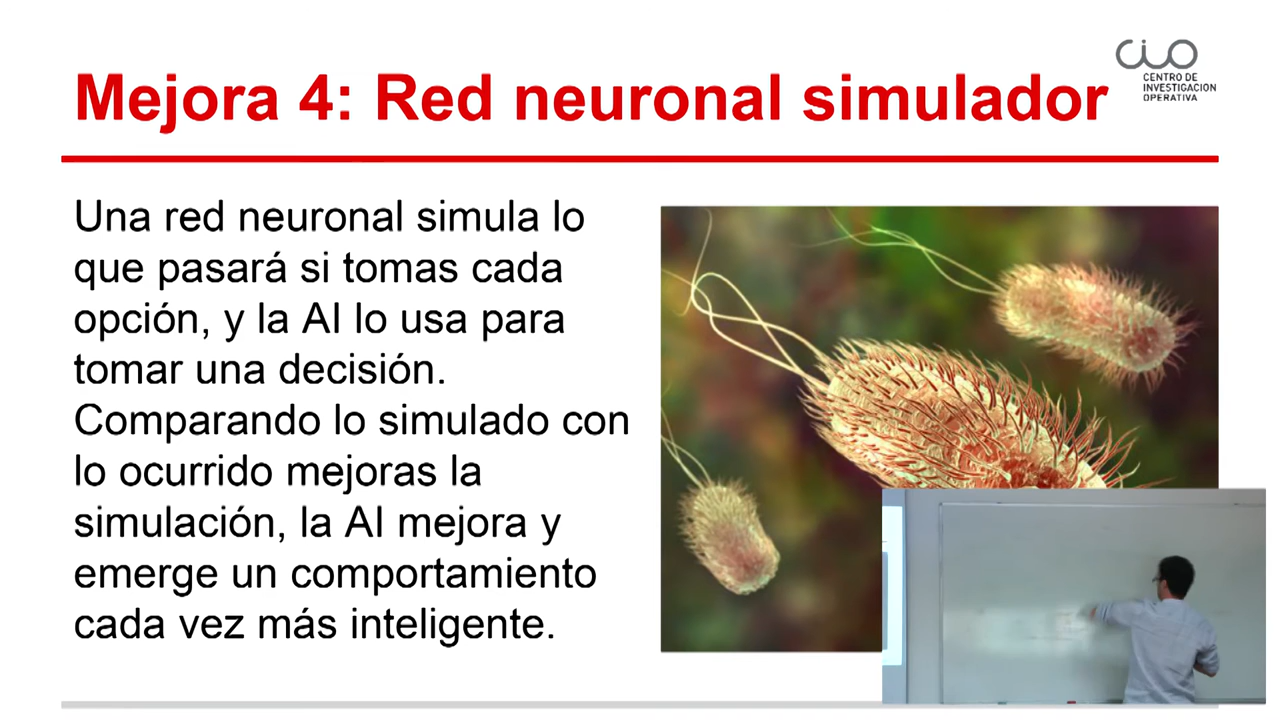 Mejora 4: Red neuronal simulador
CIO
CENTRO DE
INVESTIGACION
OPERATIVA
Una red neuronal simula lo
que pasará si tomas cada
opción, y la AI lo usa para
tomar una decisión.
Comparando lo simulado con
lo ocurrido mejoras la
simulación, la AI mejora y
emerge un comportamiento
cada vez más inteligente.